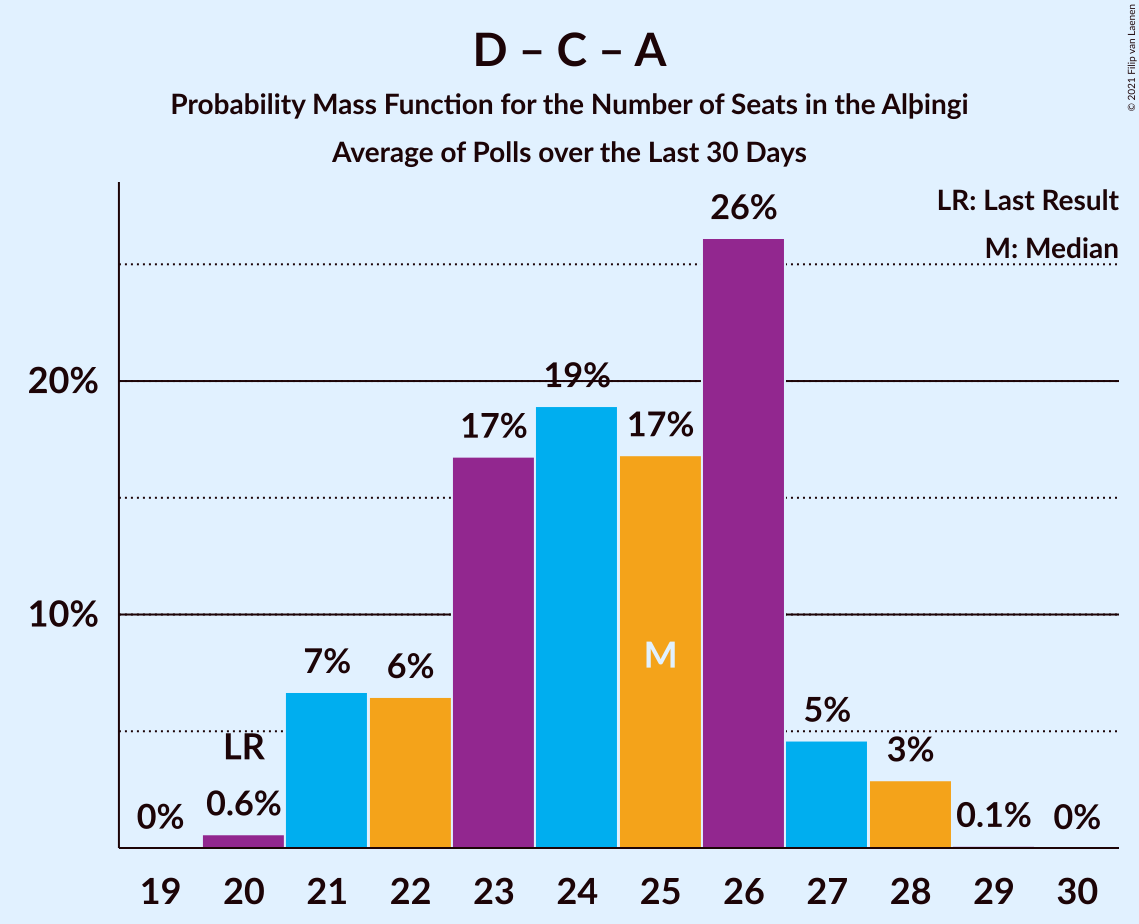 D – C – A
Probability Mass Function for the Number of Seats in the Alþingi
Average of Polls over the Last 30 Days
© 2021 Filip van Laenen
LR: Last Result
M: Median
20%
10%
0%
LR
0.6%
7%
6%
17%
19%
17%
M
26%
5%
3%
0.1%
0%
19 20 21 22 23 24 25 26 27 28 29 30